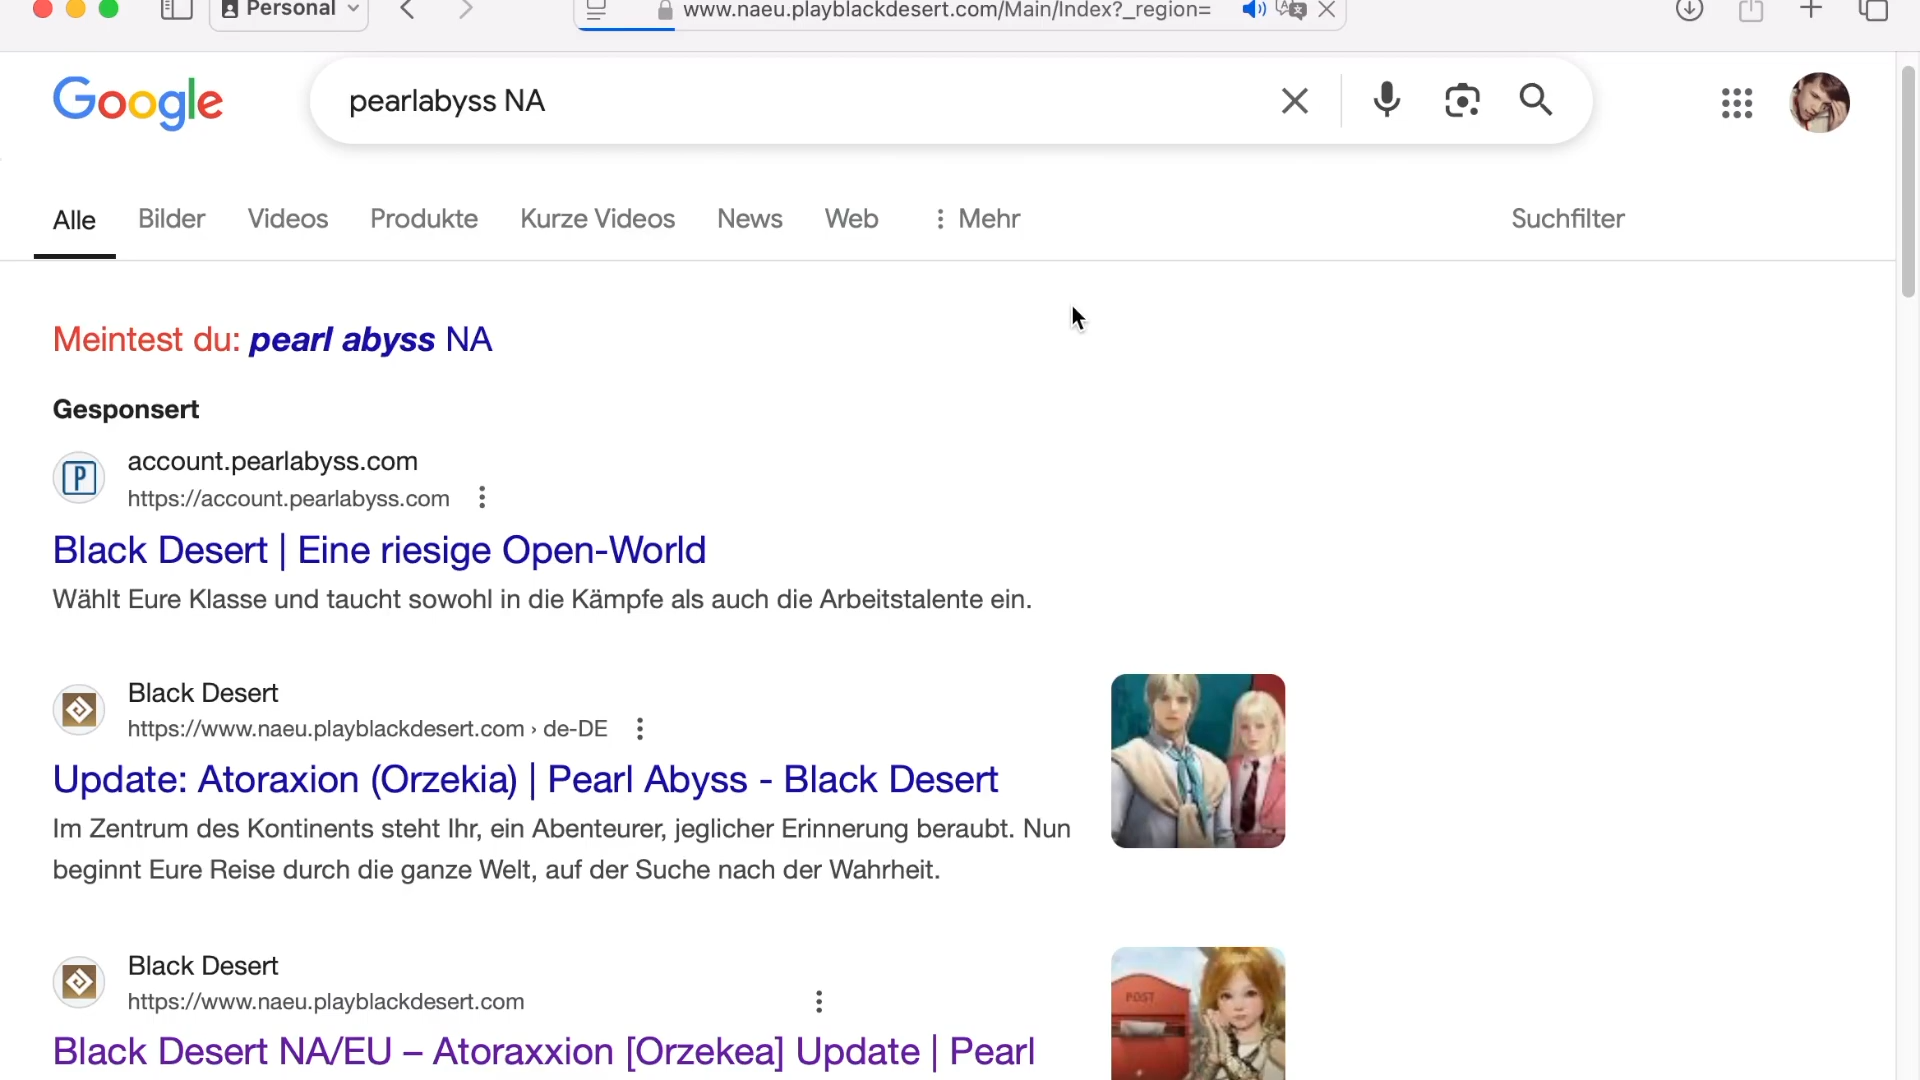 Personal
www.naeu.playblackdesert.com/Main/Index?_region=
Google
pearlabyss NA
Alle
Bilder
Videos
Produkte
Kurze Videos
News
Web
Mehr
Suchfilter
Meintest du: pearl abyss NA
Gesponsert
P
account.pearlabyss.com
https://account.pearlabyss.com
Black Desert | Eine riesige Open-World
Wählt Eure Klasse und taucht sowohl in die Kämpfe als auch die Arbeitstalente ein.
Black Desert
https://www.naeu.playblackdesert.com › de-DE
Update: Atoraxion (Orzekia) | Pearl Abyss - Black Desert
Im Zentrum des Kontinents steht Ihr, ein Abenteurer, jeglicher Erinnerung beraubt. Nun
beginnt Eure Reise durch die ganze Welt, auf der Suche nach der Wahrheit.
Black Desert
https://www.naeu.playblackdesert.com
POST
Black Desert NA/EU – Atoraxxion [Orzekea] Update | Pearl